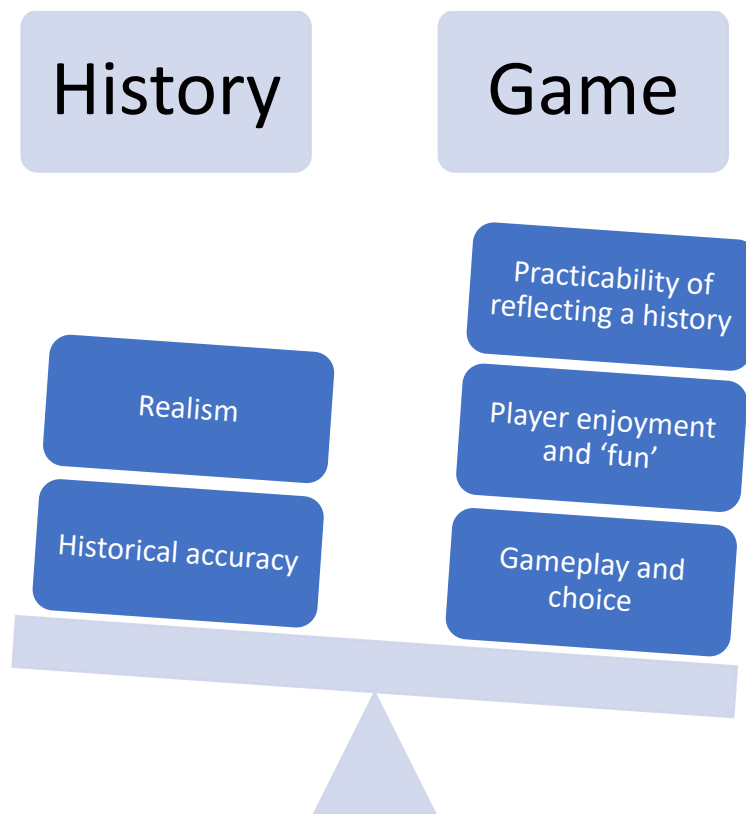 History
Game
Practicability of
reflecting a history
Realism
Player enjoyment
and ‘fun’
Historical accuracy
Gameplay and
choice